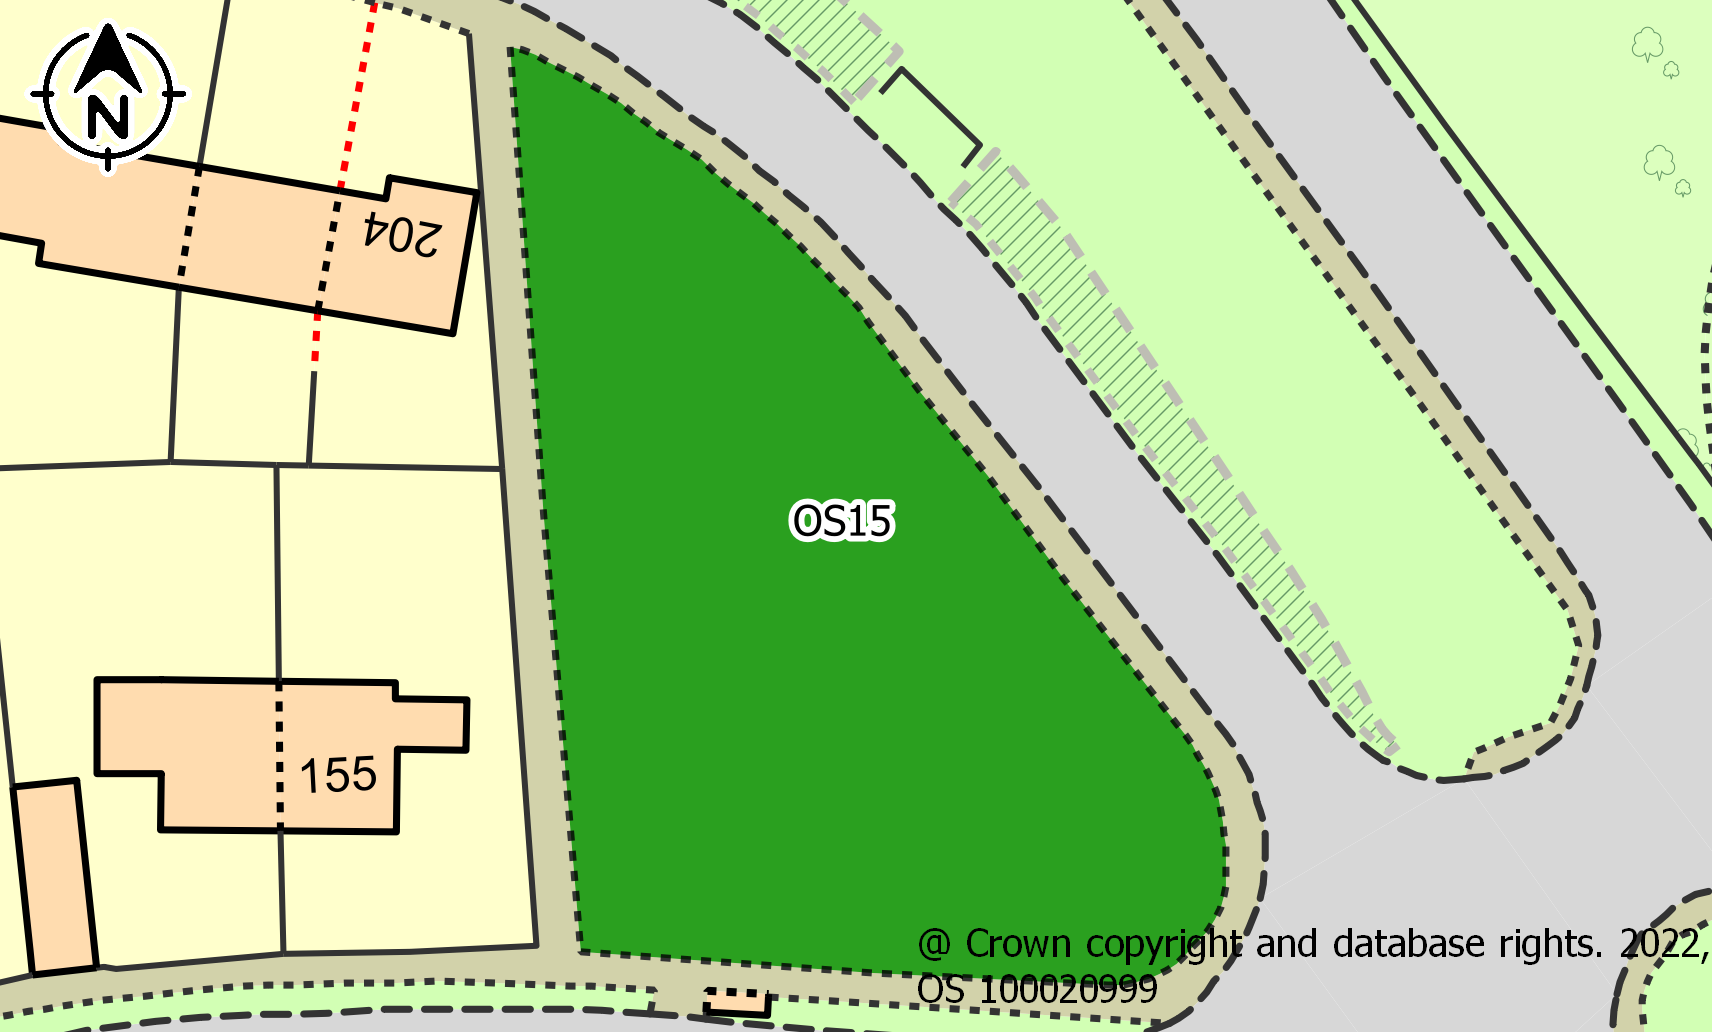 N
204
OS15
155
@ Crown copyright and database rights. 2022,
OS 100020999